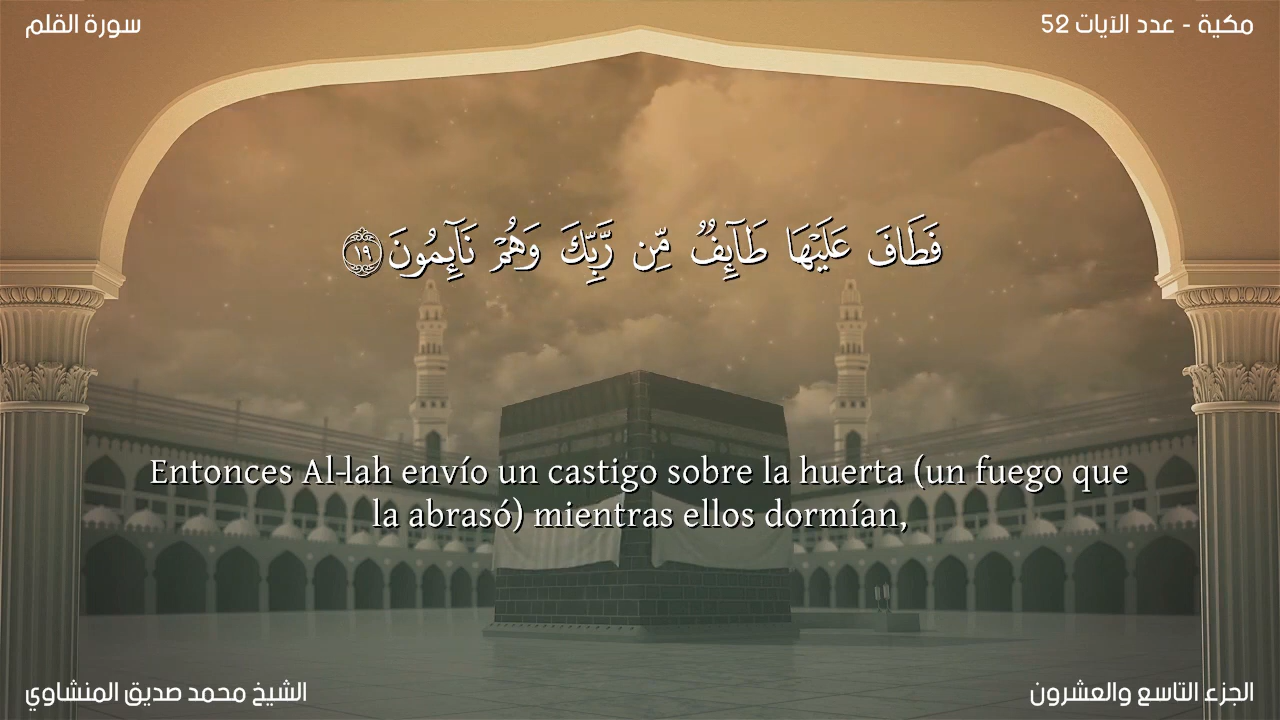 سورة القلم
مكية - عدد الآيات 52
فَطَافَ عَلَيْهَا طَآئِفٌ مِّن رَّبِّكَ وَهُمْ نَآئِمُونَ ١٩
Entonces Al-lah envío un castigo sobre la huerta (un fuego que
la abrasó) mientras ellos dormían,
الشيخ محمد صديق المنشاوي
الجزء التاسع والعشرون